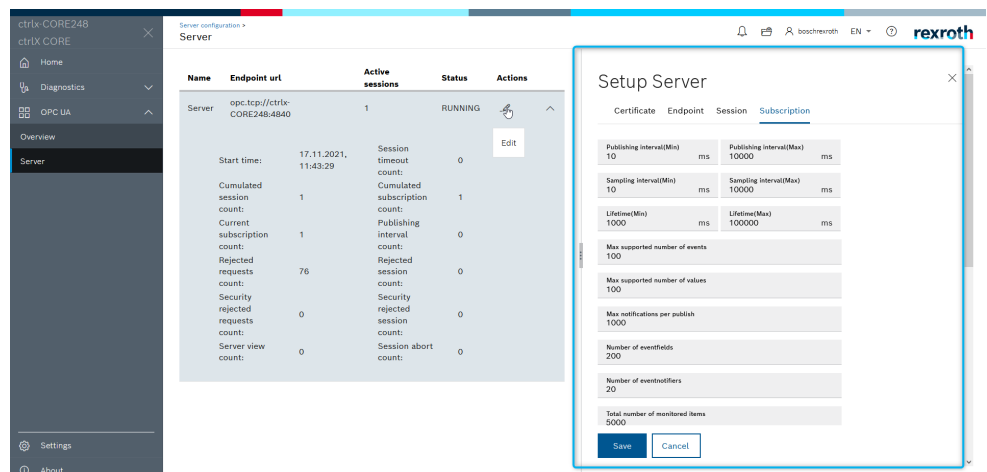 ctrlx-CORE248
ctrlX CORE
Home
Diagnostics
OPC UA
Overview
Server
Settings
About
Server configuration >
Server
boschrexroth
EN
rexroth
Name Endpoint url Active sessions Status Actions
Server opc.tcp://ctrlx-CORE248:4840 1 RUNNING
Edit
Start time: 17.11.2021, 11:43:29 Session timeout count: 0
Cumulated session count: 1 Cumulated subscription count: 1
Current subscription count: 1 Publishing interval count: 0
Rejected requests count: 76 Rejected session count: 0
Security rejected requests count: 0 Security rejected session count: 0
Server view count: 0 Session abort count: 0
Setup Server
Certificate Endpoint Session Subscription
Publishing interval(Min) Publishing interval(Max)
10 ms 10000 ms
Sampling interval(Min) Sampling interval(Max)
10 ms 10000 ms
Lifetime(Min) Lifetime(Max)
1000 ms 100000 ms
Max supported number of events
100
Max supported number of values
100
Max notifications per publish
1000
Number of eventfields
200
Number of eventnotifiers
20
Total number of monitored items
5000
Save Cancel